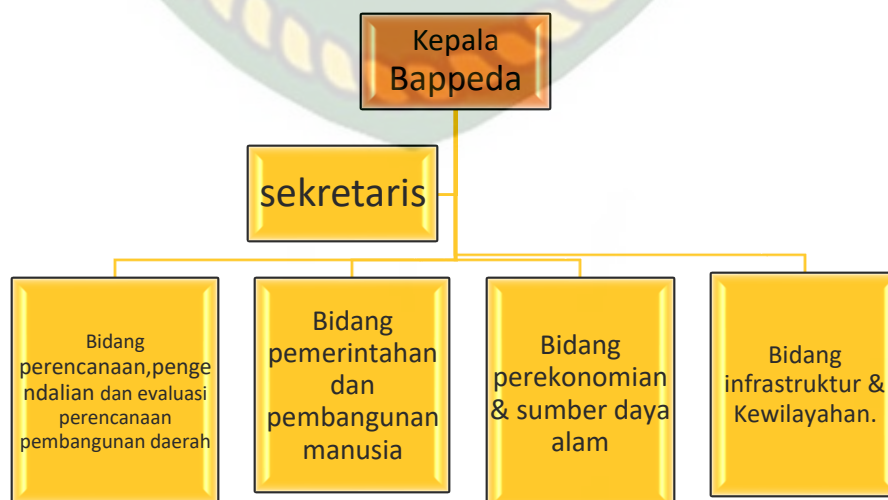 Kepala
Bappeda
sekretaris
Bidang
perencanaan,penge
ndalian dan evaluasi
perencanaan
pembangunan daerah
Bidang
pemerintahan
dan
pembangunan
manusia
Bidang
perekonomian
& sumber daya
alam
Bidang
infrastruktur &
Kewilayahan.